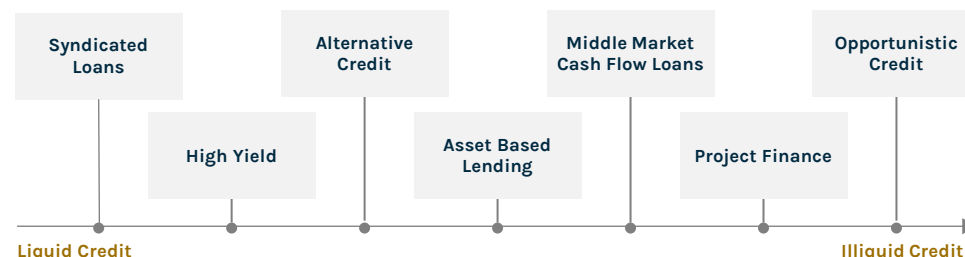 Syndicated
Loans
High Yield
Alternative
Credit
Asset Based
Lending
Middle Market
Cash Flow Loans
Project Finance
Opportunistic
Credit
Liquid Credit
Illiquid Credit